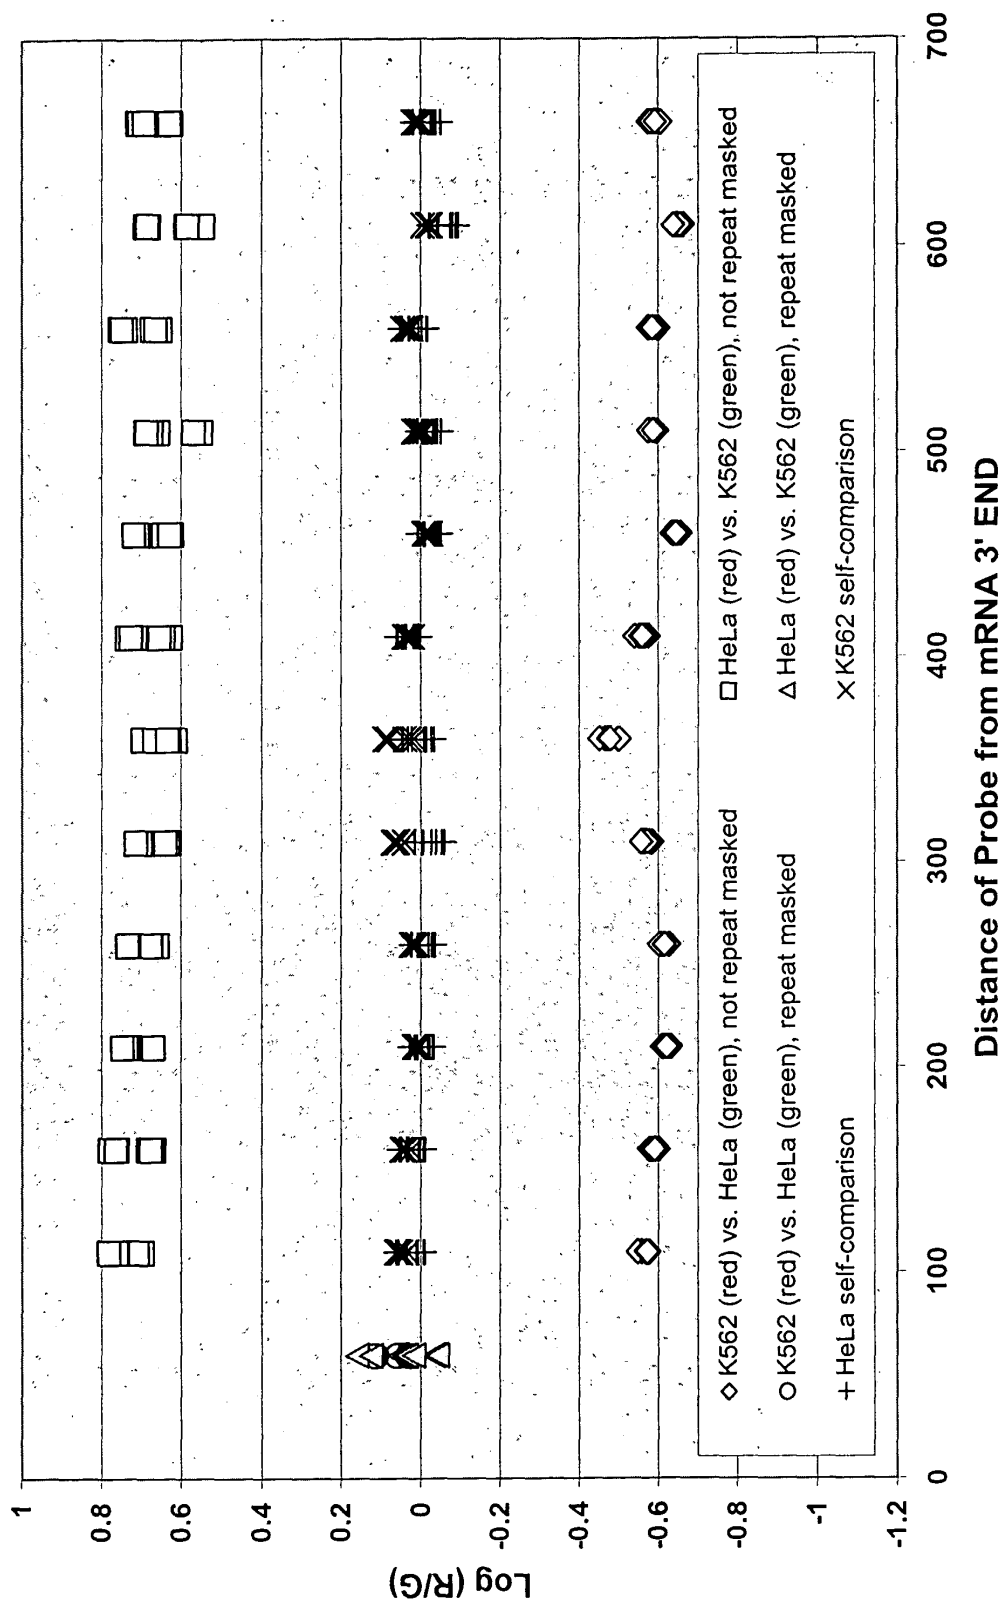 Log (R/G)
1
0.8
0.6
0.4
0.2
0
-0.2
-0.4
-0.6
-0.8
-1
-1.2
K562 (red) vs. HeLa (green), not repeat masked
HeLa (red) vs. K562 (green), not repeat masked
K562 (red) vs. HeLa (green), repeat masked
HeLa (red) vs. K562 (green), repeat masked
HeLa self-comparison
K562 self-comparison
0
100
200
300
400
500
600
700
Distance of Probe from mRNA 3' END